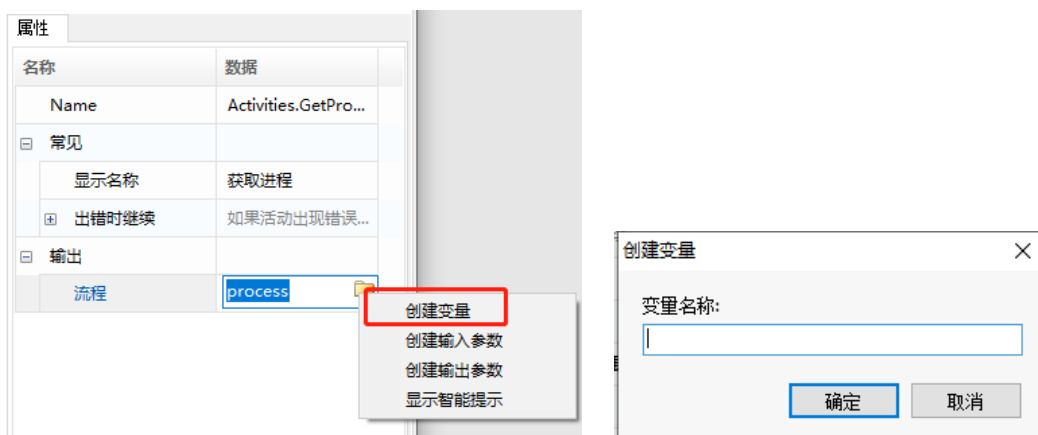 属性
名称 数据
Name Activities.GetPro...
常见
显示名称 获取进程
出错时继续 如果活动出现错误...
输出
流程 process
创建变量
创建输入参数
创建输出参数
显示智能提示
创建变量
变量名称:
确定 取消